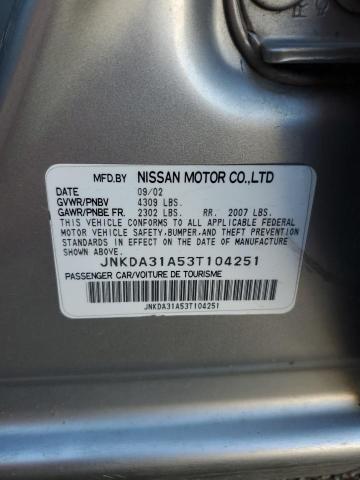 MFD.BY NISSAN MOTOR CO.,LTD
DATE 09/02
GVWR/PNBV 4309 LBS.
GAWR/PNBE FR. 2302 LBS. RR. 2007 LBS.
THIS VEHICLE CONFORMS TO ALL APPLICABLE FEDERAL
MOTOR VEHICLE SAFETY, BUMPER, AND THEFT PREVENTION
STANDARDS IN EFFECT ON THE DATE OF MANUFACTURE
SHOWN ABOVE.
JNKDA31A53T104251
PASSENGER CAR/VOITURE DE TOURISME
JNKDA31A53T104251